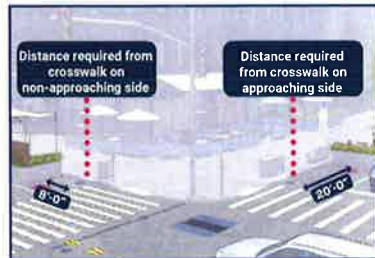 Distance required from
crosswalk on
non-approaching side
Distance required
from crosswalk on
approaching side
8'-0"
20'-0"